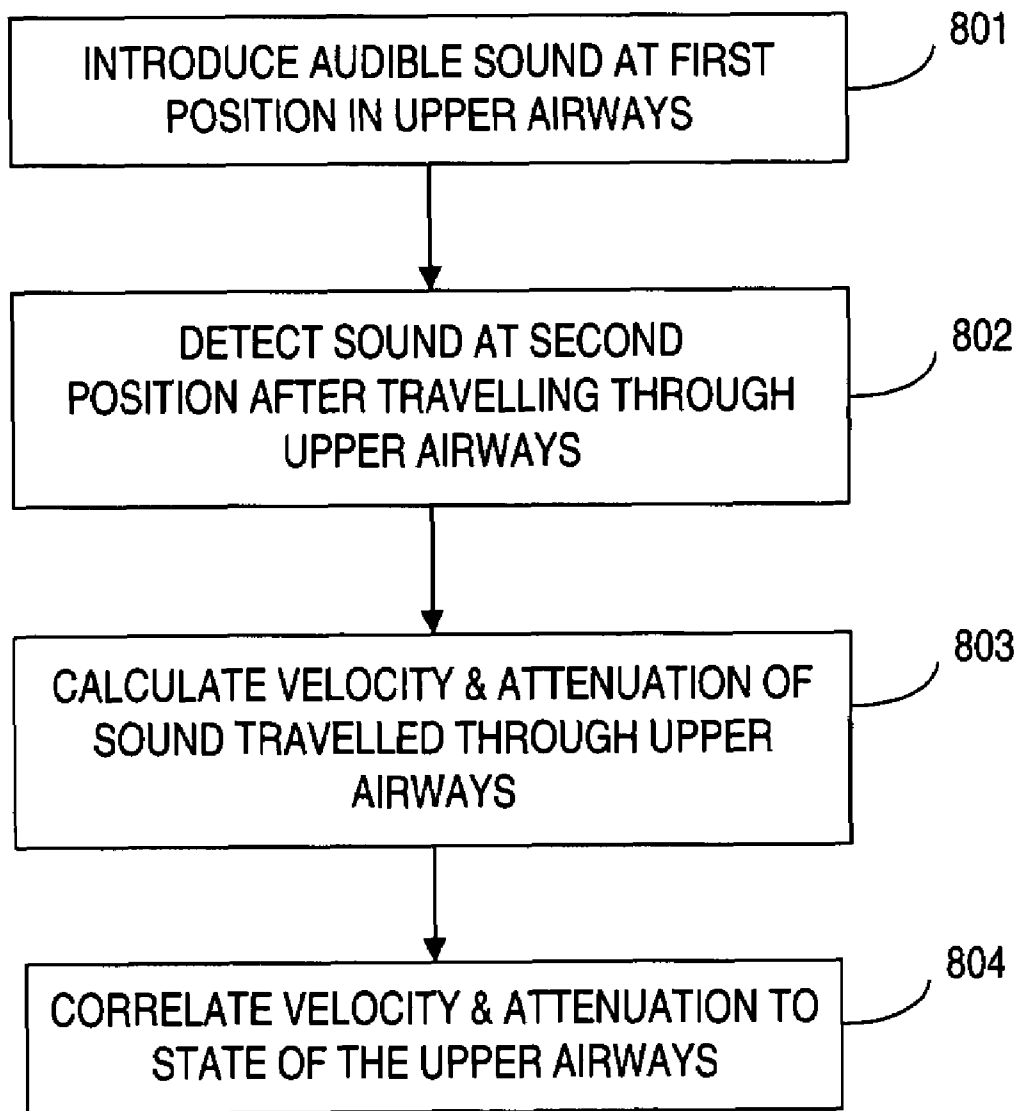 801
INTRODUCE AUDIBLE SOUND AT FIRST
POSITION IN UPPER AIRWAYS
802
DETECT SOUND AT SECOND
POSITION AFTER TRAVELLING THROUGH
UPPER AIRWAYS
803
CALCULATE VELOCITY & ATTENUATION OF
SOUND TRAVELLED THROUGH UPPER
AIRWAYS
804
CORRELATE VELOCITY & ATTENUATION TO
STATE OF THE UPPER AIRWAYS